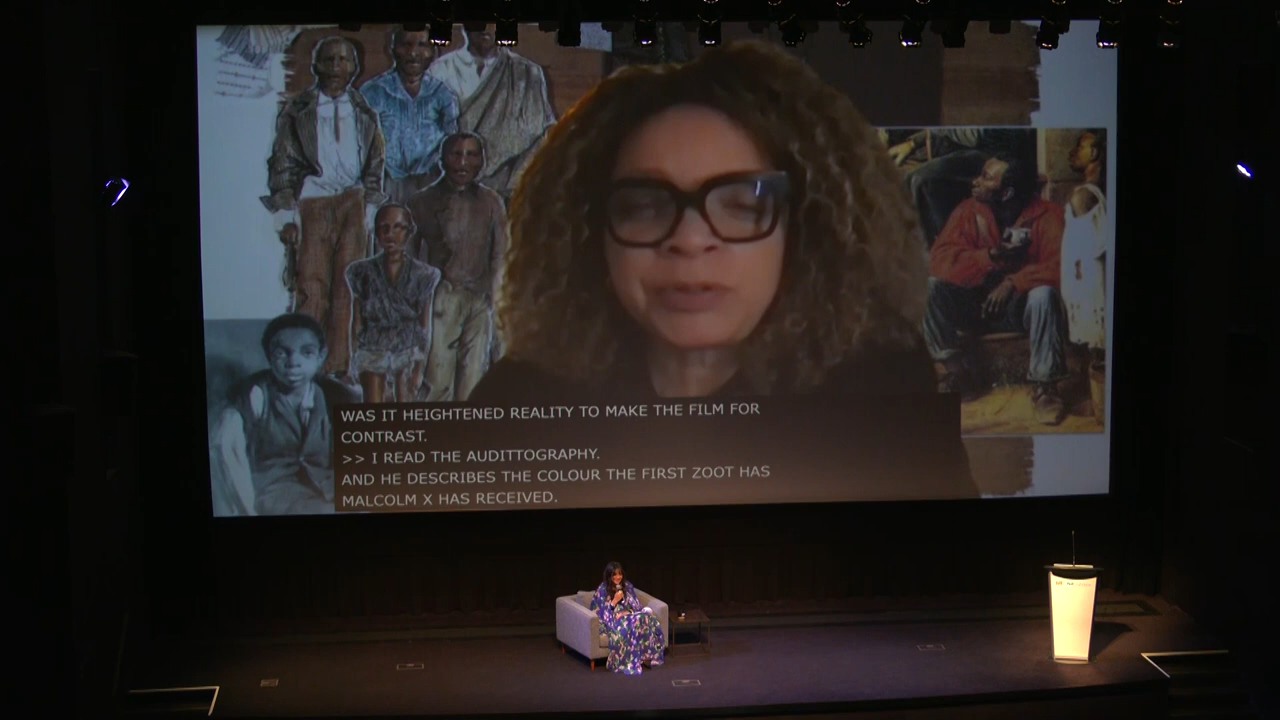 WAS IT HEIGHTENED REALITY TO MAKE THE FILM FOR
CONTRAST.
>> I READ THE AUDITTOGRAPHY.
AND HE DESCRIBES THE COLOUR THE FIRST ZOOT HAS
MALCOLM X HAS RECEIVED.